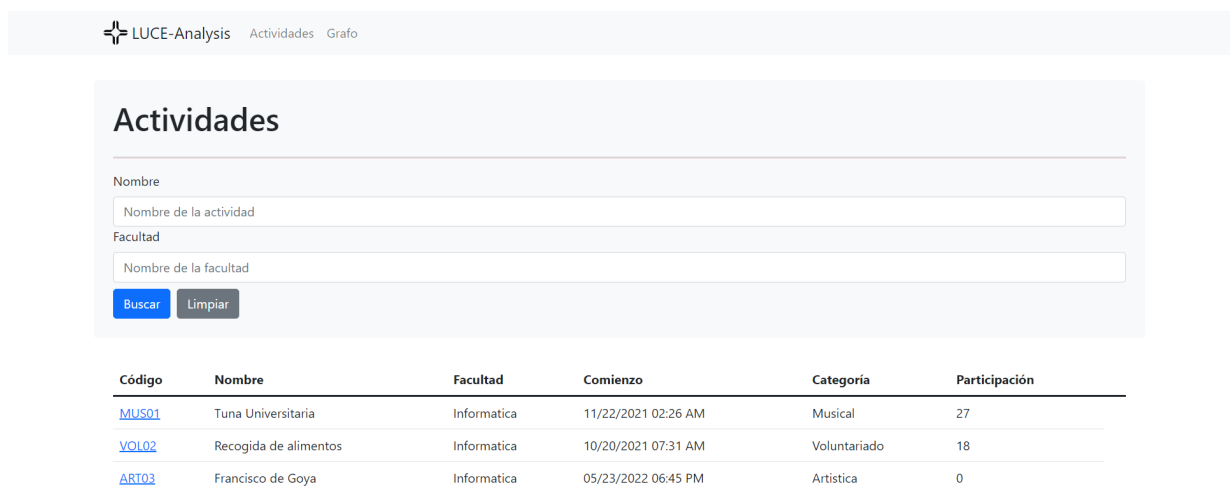 LUCE-Analysis Actividades Grafo
Actividades
Nombre
Nombre de la actividad
Facultad
Nombre de la facultad
Buscar Limpiar
Código Nombre Facultad Comienzo Categoría Participación
MUS01 Tuna Universitaria Informatica 11/22/2021 02:26 AM Musical 27
VOL02 Recogida de alimentos Informatica 10/20/2021 07:31 AM Voluntariado 18
ART03 Francisco de Goya Informatica 05/23/2022 06:45 PM Artistica 0